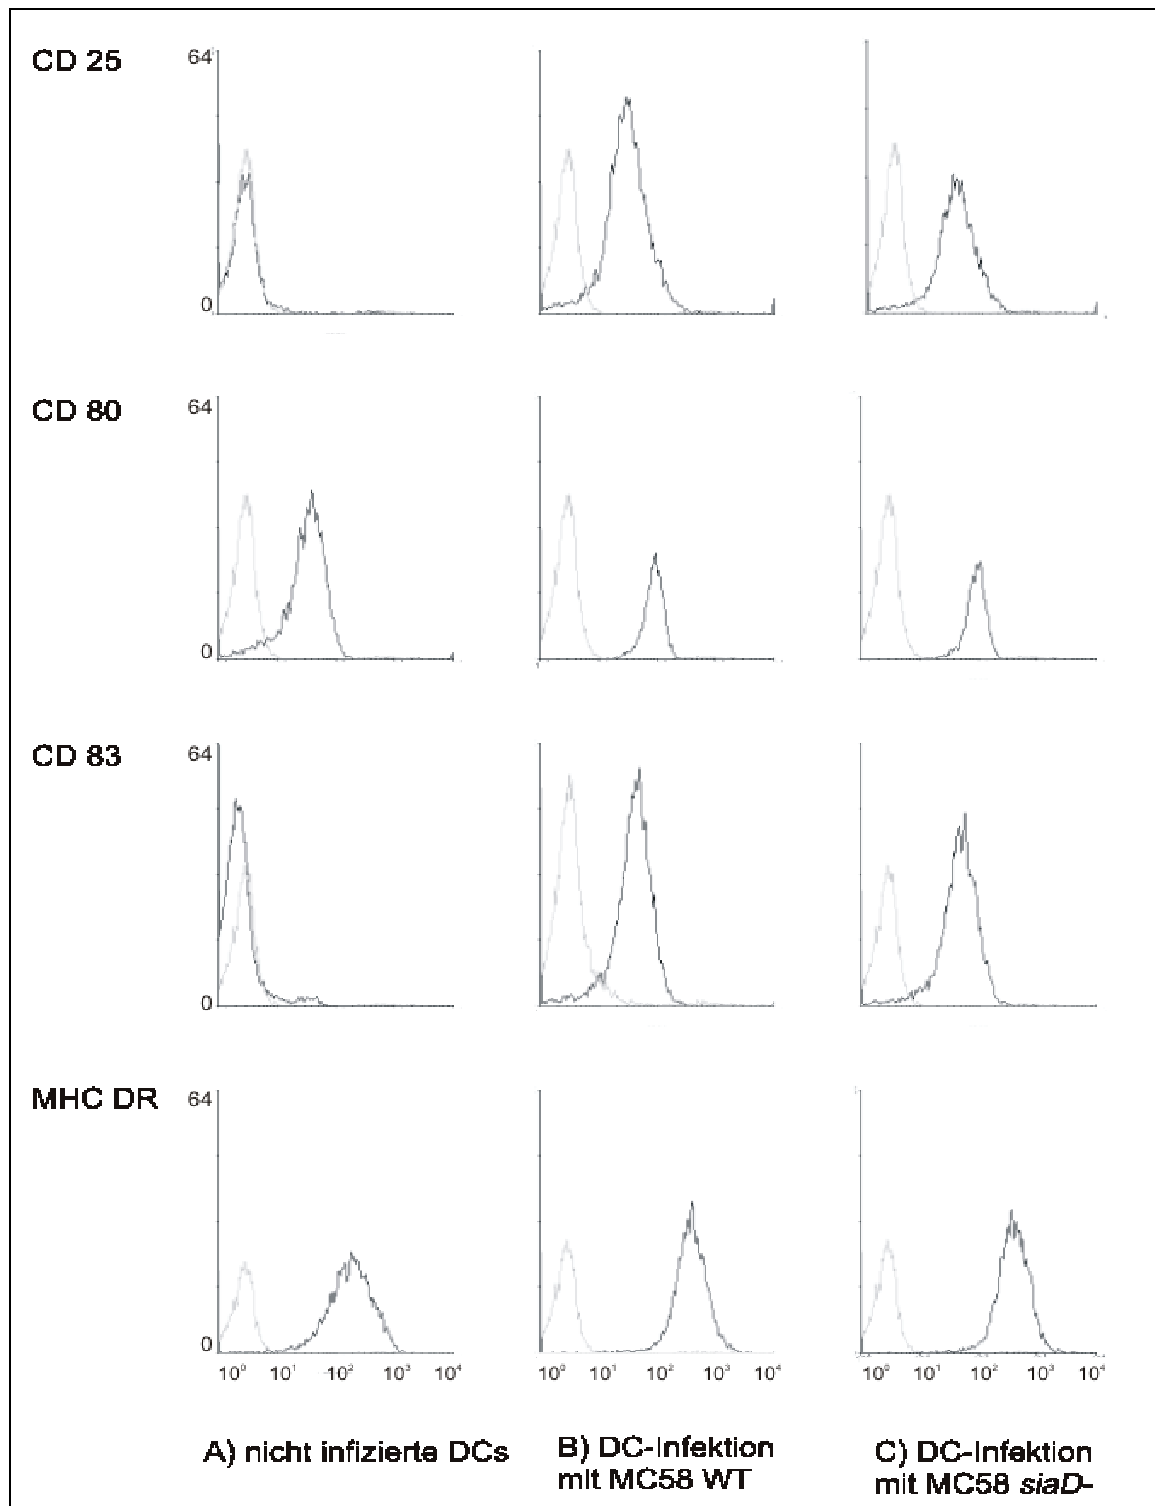 CD 25
64
0
CD 80
64
0
CD 83
64
0
MHC DR
64
0
10⁰ 10¹ 10² 10³ 10⁴
10⁰ 10¹ 10² 10³ 10⁴
10⁰ 10¹ 10² 10³ 10⁴
A) nicht infizierte DCs
B) DC-Infektion
mit MC58 WT
C) DC-Infektion
mit MC58 siaD-